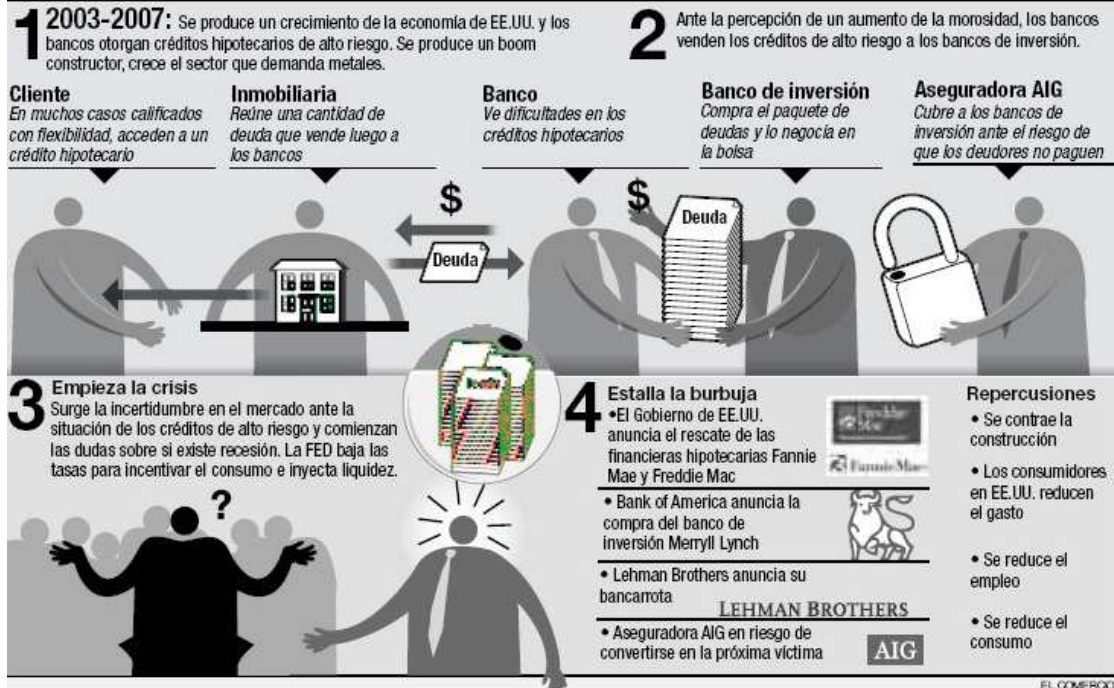 1
2003-2007: Se produce un crecimiento de la economía de EE.UU. y los
bancos otorgan créditos hipotecarios de alto riesgo. Se produce un boom
constructor, crece el sector que demanda metales.
2
Ante la percepción de un aumento de la morosidad, los bancos
venden los créditos de alto riesgo a los bancos de inversión.
Cliente
En muchos casos calificados
con flexibilidad, acceden a un
crédito hipotecario
Inmobiliaria
Reúne una cantidad de
deuda que vende luego a
los bancos
Banco
Ve dificultades en los
créditos hipotecarios
Banco de inversión
Compra el paquete de
deudas y lo negocia en
la bolsa
Aseguradora AIG
Cubre a los bancos de
inversión ante el riesgo de
que los deudores no paguen
$
Deuda
$
Deuda
3
Empieza la crisis
Surge la incertidumbre en el mercado ante la
situación de los créditos de alto riesgo y comienzan
las dudas sobre si existe recesión. La FED baja las
tasas para incentivar el consumo e inyecta liquidez.
?
4
Estalla la burbuja
•El Gobierno de EE.UU.
anuncia el rescate de las
financieras hipotecarias Fannie
Mae y Freddie Mac
Freddie
Mac
FannieMae
• Bank of America anuncia la
compra del banco de
inversión Merryll Lynch
• Lehman Brothers anuncia su
bancarrota
LEHMAN BROTHERS
• Aseguradora AIG en riesgo de
convertirse en la próxima víctima
AIG
Repercusiones
• Se contrae la
construcción
• Los consumidores
en EE.UU. reducen
el gasto
• Se reduce el
empleo
• Se reduce el
consumo
EL COMERCIO